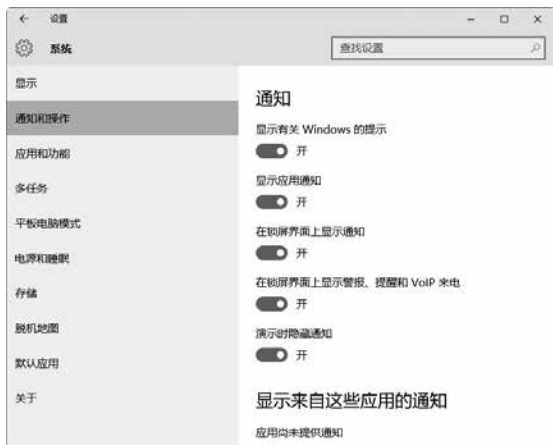 设置
系统
查找设置
显示
通知和操作
应用和功能
多任务
平板电脑模式
电源和睡眠
存储
脱机地图
默认应用
关于
通知
显示有关 Windows 的提示
开
显示应用通知
开
在锁屏界面上显示通知
开
在锁屏界面上显示警报、提醒和 VoIP 来电
开
演示时隐藏通知
开
显示来自这些应用的通知
应用尚未提供通知